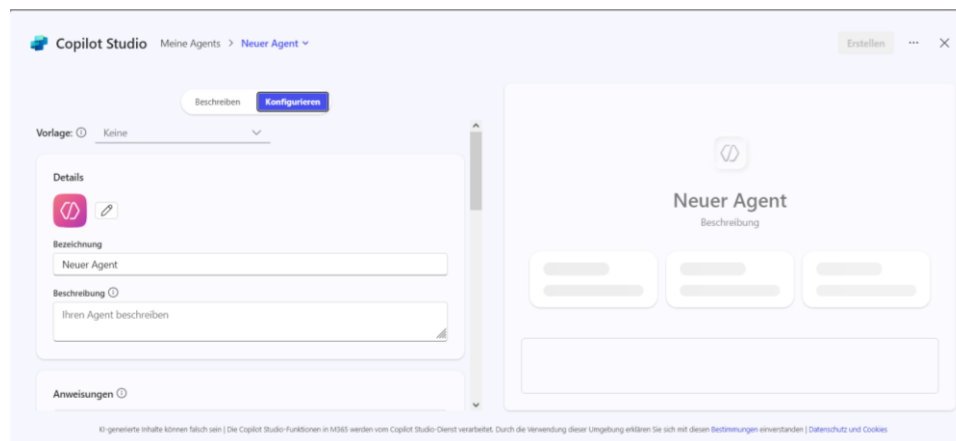 Copilot Studio Meine Agents > Neuer Agent
Erstellen ...
Beschreiben Konfigurieren
Vorlage: Keine
Details
Bezeichnung
Neuer Agent
Beschreibung
Ihren Agent beschreiben
Anweisungen
Neuer Agent
Beschreibung
KI-generierte Inhalte können falsch sein | Die Copilot Studio-Funktionen in M365 werden vom Copilot Studio-Dienst verarbeitet. Durch die Verwendung dieser Umgebung erklären Sie sich mit diesen Bestimmungen einverstanden | Datenschutz und Cookies